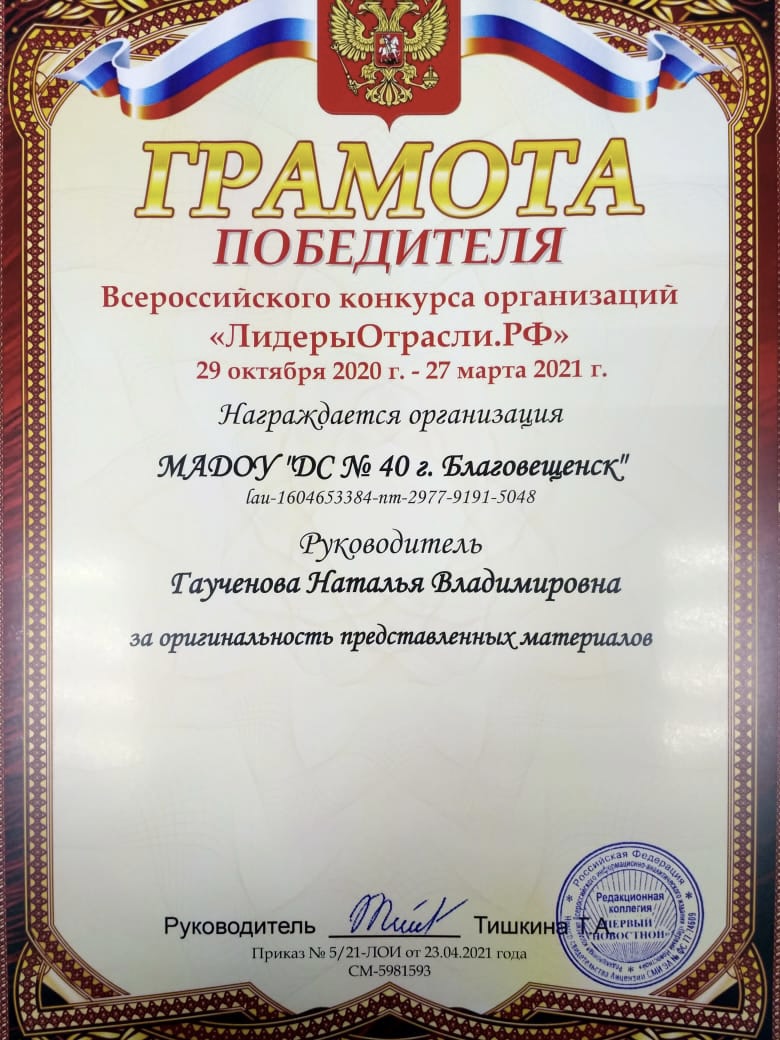 ГРАМОТА
ПОБЕДИТЕЛЯ
Всероссийского конкурса организаций
«ЛидерыОтрасли.РФ»
29 октября 2020 г. - 27 марта 2021 г.
Награждается организация
МАДОУ "ДС № 40 г. Благовещенск"
lau-1604653384-nm-2977-9191-5048
Руководитель
Гаученова Наталья Владимировна
за оригинальность представленных материалов
Руководитель Тишкина Т.А.
Приказ № 5/21-ЛОИ от 23.04.2021 года
СМ-5981593
Российская Федерация
Редакционная
коллегия
«ПЕРВЫЙ
НОВОСТНОЙ»